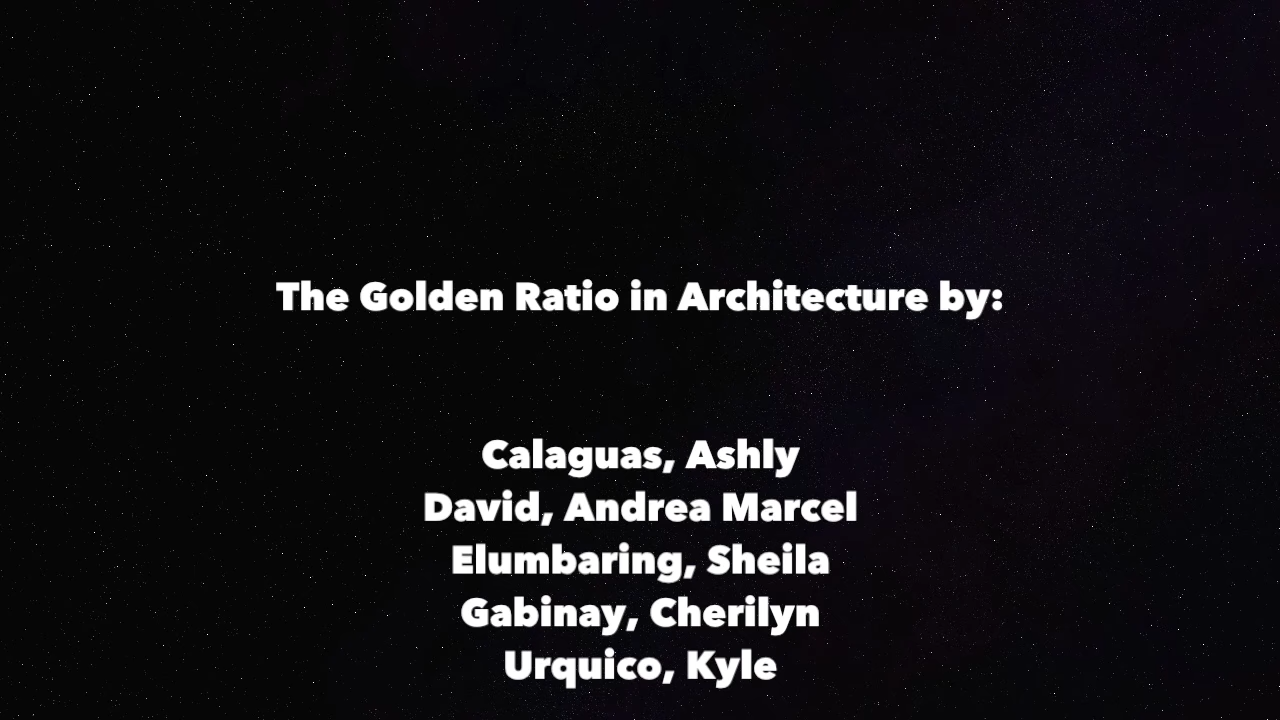 The Golden Ratio in Architecture by:
Calaguas, Ashly
David, Andrea Marcel
Elumbaring, Sheila
Gabinay, Cherilyn
Urquico, Kyle